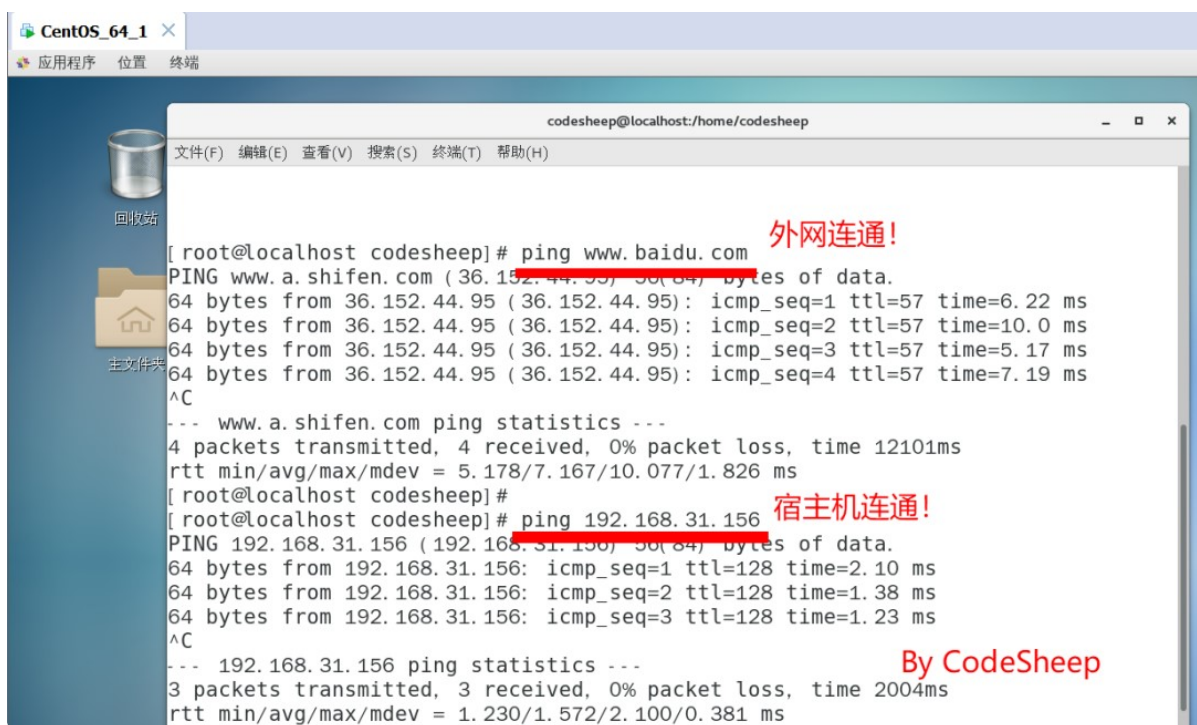 CentOS_64_1
应用程序 位置 终端
codesheep@localhost:/home/codesheep
文件(F) 编辑(E) 查看(V) 搜索(S) 终端(T) 帮助(H)
回收站
外网连通!
[root@localhost codesheep]# ping www.baidu.com
PING www.a.shifen.com (36.152.44.95) 56(84) bytes of data.
64 bytes from 36.152.44.95 (36.152.44.95): icmp_seq=1 ttl=57 time=6.22 ms
64 bytes from 36.152.44.95 (36.152.44.95): icmp_seq=2 ttl=57 time=10.0 ms
64 bytes from 36.152.44.95 (36.152.44.95): icmp_seq=3 ttl=57 time=5.17 ms
主文件夹
64 bytes from 36.152.44.95 (36.152.44.95): icmp_seq=4 ttl=57 time=7.19 ms
^C
--- www.a.shifen.com ping statistics ---
4 packets transmitted, 4 received, 0% packet loss, time 12101ms
rtt min/avg/max/mdev = 5.178/7.167/10.077/1.826 ms
[root@localhost codesheep]#
宿主机连通!
[root@localhost codesheep]# ping 192.168.31.156
PING 192.168.31.156 (192.168.31.156) 56(84) bytes of data.
64 bytes from 192.168.31.156: icmp_seq=1 ttl=128 time=2.10 ms
64 bytes from 192.168.31.156: icmp_seq=2 ttl=128 time=1.38 ms
64 bytes from 192.168.31.156: icmp_seq=3 ttl=128 time=1.23 ms
^C
--- 192.168.31.156 ping statistics ---
By CodeSheep
3 packets transmitted, 3 received, 0% packet loss, time 2004ms
rtt min/avg/max/mdev = 1.230/1.572/2.100/0.381 ms